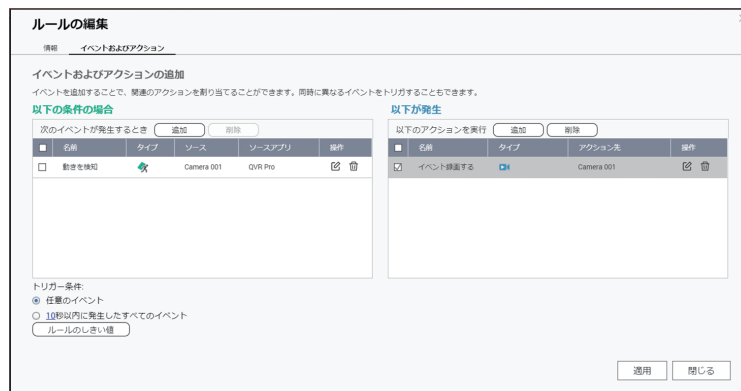 ルールの編集
情報 イベントおよびアクション
イベントおよびアクションの追加
イベントを追加することで、関連のアクションを割り当てることができます。同時に異なるイベントをトリガすることもできます。
以下の条件の場合
次のイベントが発生するとき 追加 削除
名前 タイプ ソース ソースアプリ 操作
動きを検知 Camera 001 QVR Pro
以下が発生
以下のアクションを実行 追加 削除
名前 タイプ アクション先 操作
イベント録画する Camera 001
トリガー条件:
任意のイベント
10秒以内に発生したすべてのイベント
ルールのしきい値
適用 閉じる